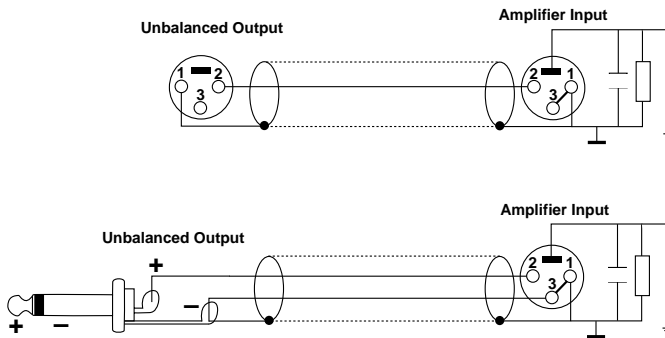 Amplifier Input
Unbalanced Output
1 2
3
2 1
3
Amplifier Input
Unbalanced Output
+
2 1
3
–
+ –